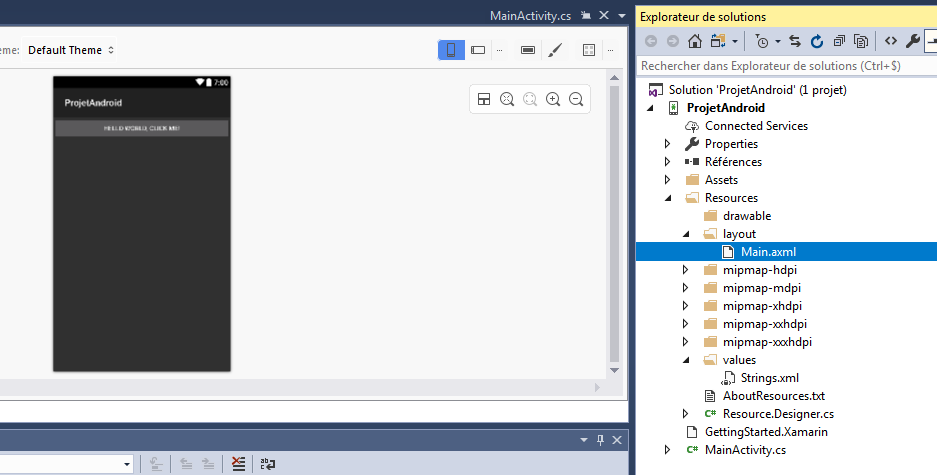 MainActivity.cs
eme: Default Theme
7:00
ProjetAndroid
HELLO WORLD, CLICK ME!
Explorateur de solutions
Rechercher dans Explorateur de solutions (Ctrl+$)
Solution 'ProjetAndroid' (1 projet)
ProjetAndroid
Connected Services
Properties
Références
Assets
Resources
drawable
layout
Main.axml
mipmap-hdpi
mipmap-mdpi
mipmap-xhdpi
mipmap-xxhdpi
mipmap-xxxhdpi
values
Strings.xml
AboutResources.txt
Resource.Designer.cs
GettingStarted.Xamarin
MainActivity.cs